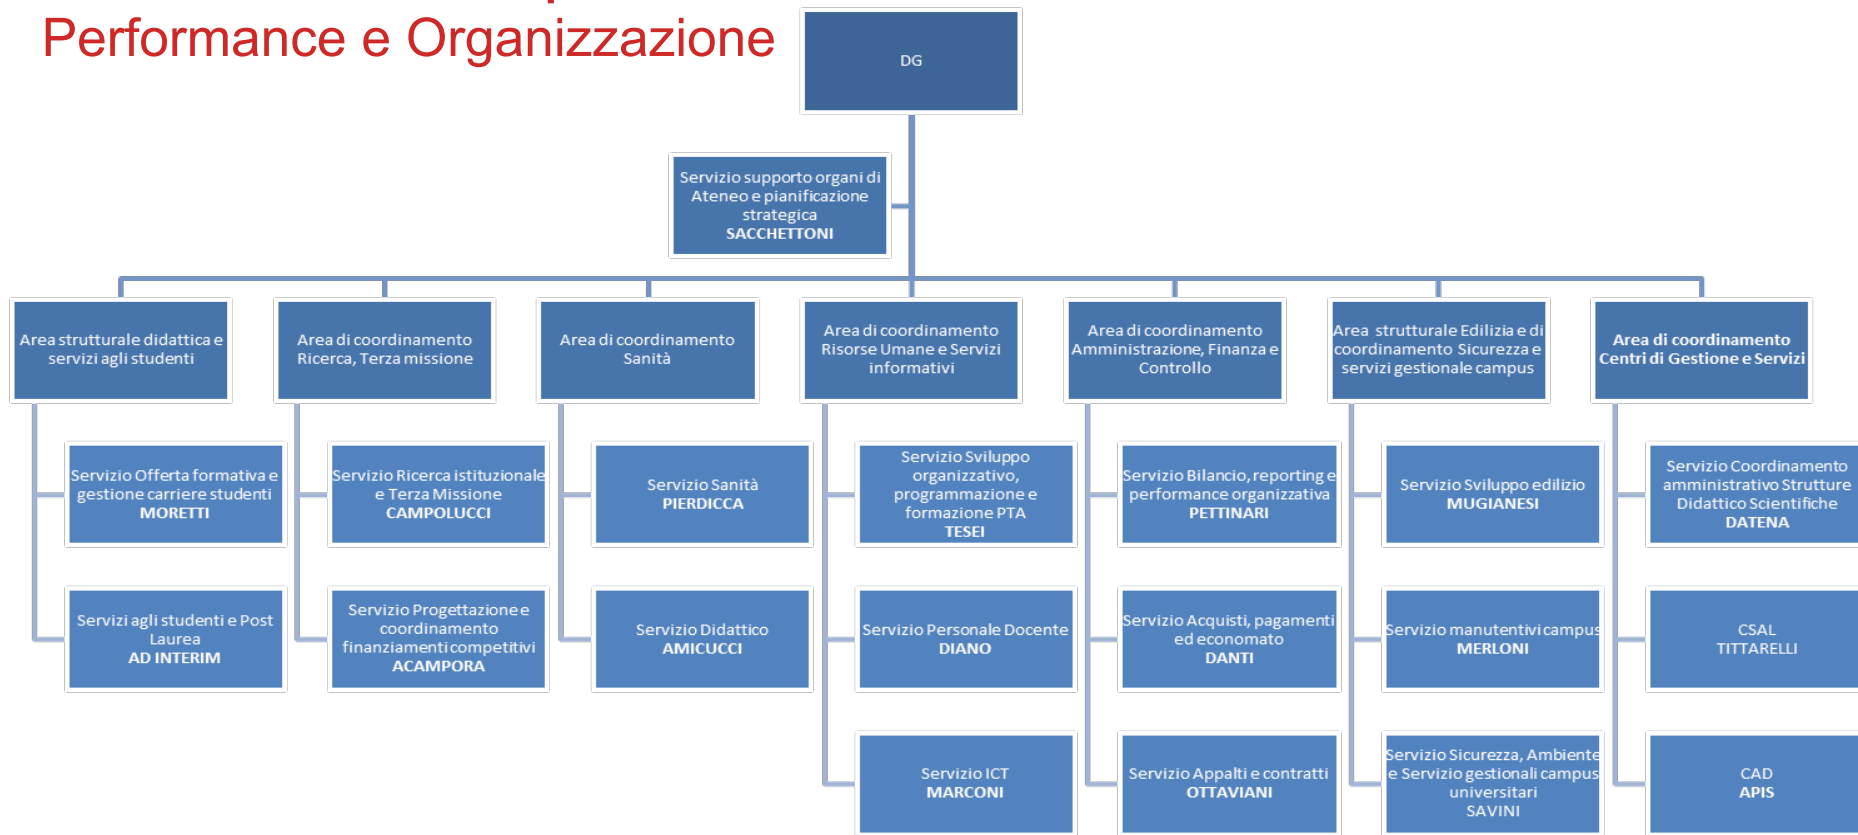 Performance e Organizzazione
DG
Servizio supporto organi di
Ateneo e pianificazione
strategica
SACCHETTONI
Area strutturale didattica e
servizi agli studenti
Area di coordinamento
Ricerca, Terza missione
Area di coordinamento
Sanità
Area di coordinamento
Risorse Umane e Servizi
informativi
Area di coordinamento
Amministrazione, Finanza e
Controllo
Area strutturale Edilizia e di
coordinamento Sicurezza e
servizi gestionale campus
Area di coordinamento
Centri di Gestione e Servizi
Servizio Offerta formativa e
gestione carriere studenti
MORETTI
Servizio Ricerca istituzionale
e Terza Missione
CAMPOLUCCI
Servizio Sanità
PIERDICCA
Servizio Sviluppo
organizzativo,
programmazione e
formazione PTA
TESEI
Servizio Bilancio, reporting e
performance organizzativa
PETTINARI
Servizio Sviluppo edilizio
MUGIANESI
Servizio Coordinamento
amministrativo Strutture
Didattico Scientifiche
DATENA
Servizi agli studenti e Post
Laurea
AD INTERIM
Servizio Progettazione e
coordinamento
finanziamenti competitivi
ACAMPORA
Servizio Didattico
AMICUCCI
Servizio Personale Docente
DIANO
Servizio Acquisti, pagamenti
ed economato
DANTI
Servizio manutentivi campus
MERLONI
CSAL
TITTARELLI
Servizio ICT
MARCONI
Servizio Appalti e contratti
OTTAVIANI
Servizio Sicurezza, Ambiente
e Servizio gestionali campus
universitari
SAVINI
CAD
APIS